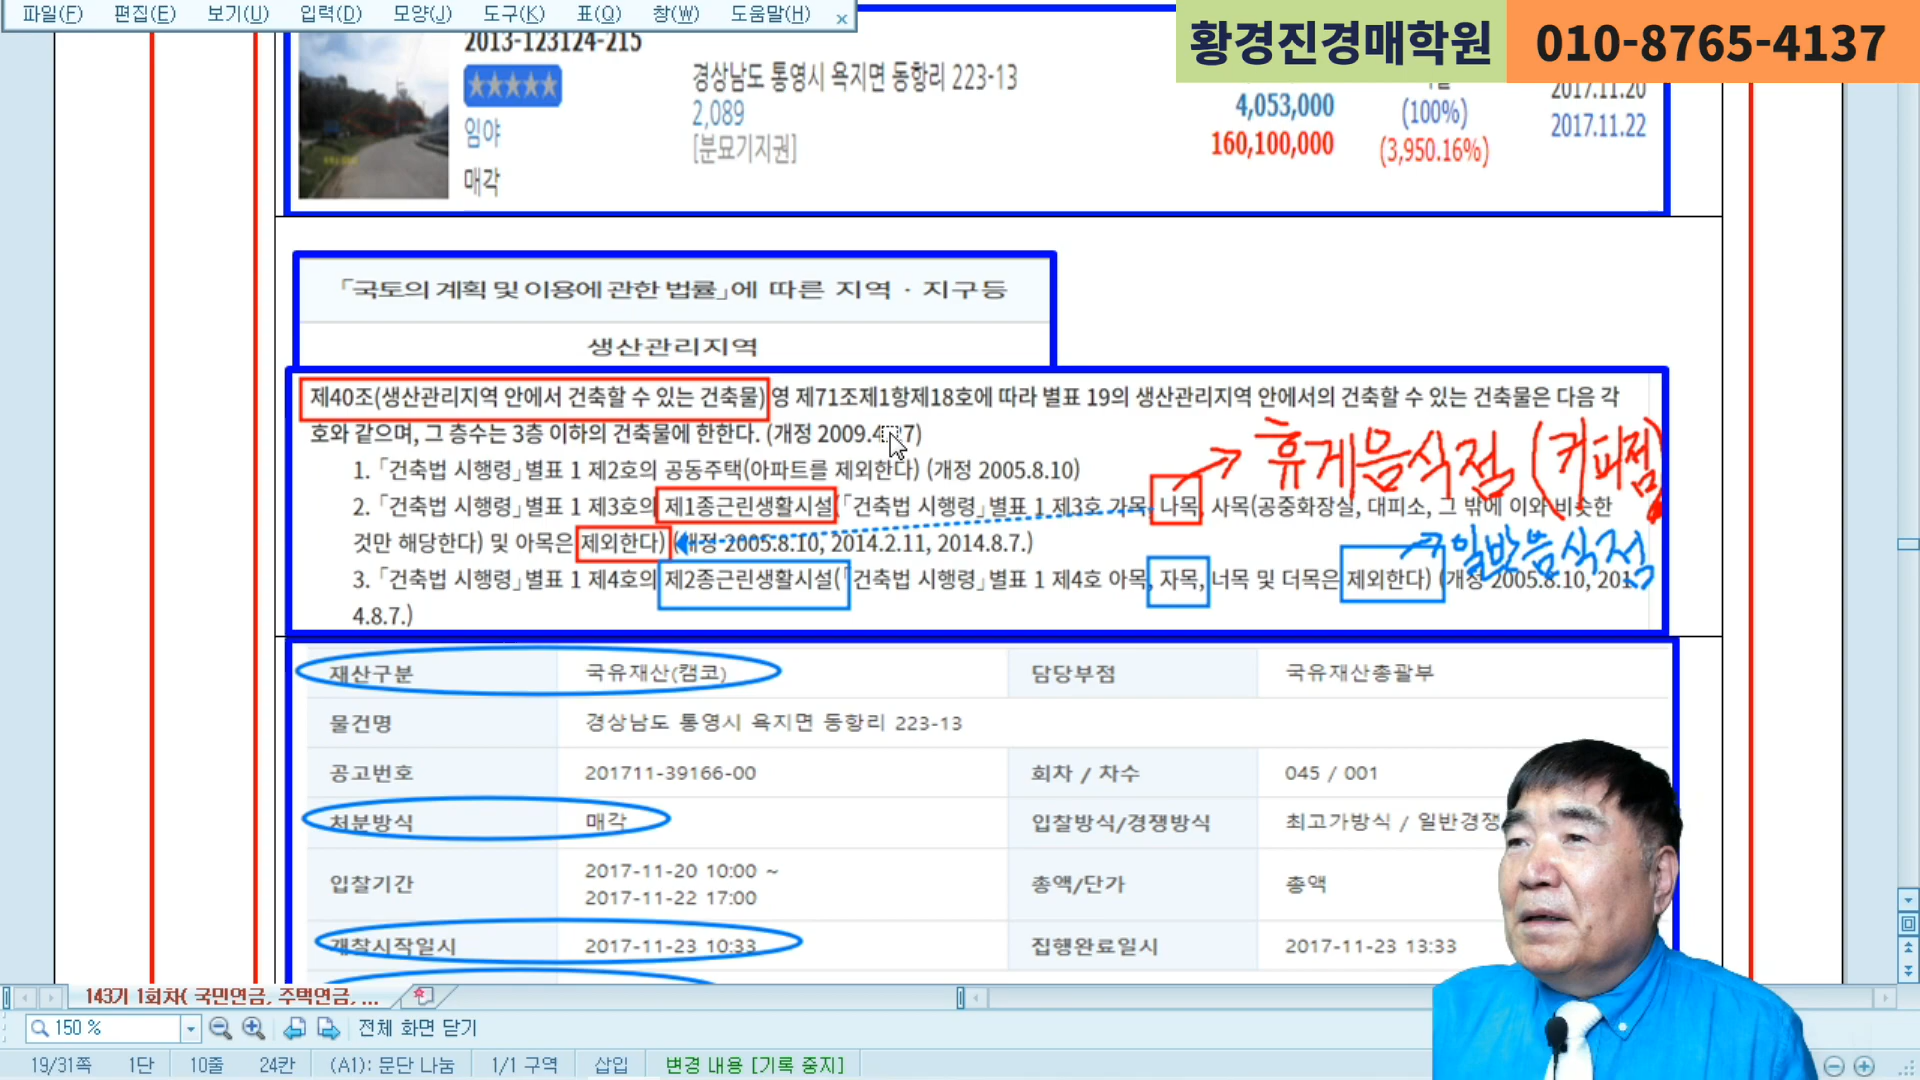 파일(F) 편집(E) 보기(U) 입력(D) 모양(J) 도구(K) 표(Q) 창(W) 도움말(H) x
황경진경매학원 010-8765-4137
2013-123124-215
임야
매각
경상남도 통영시 욕지면 동항리 223-13
2,089
[분묘기지권]
4,053,000
160,100,000
(100%)
(3,950.16%)
2017.11.20
2017.11.22
「국토의 계획 및 이용에 관한 법률」에 따른 지역 · 지구등
생산관리지역
제40조(생산관리지역 안에서 건축할 수 있는 건축물) 영 제71조제1항제18호에 따라 별표 19의 생산관리지역 안에서의 건축할 수 있는 건축물은 다음 각
호와 같으며, 그 층수는 3층 이하의 건축물에 한한다. (개정 2009.4 7)
휴게음식점 (커피점)
1. 「건축법 시행령」 별표 1 제2호의 공동주택(아파트를 제외한다) (개정 2005.8.10)
2. 「건축법 시행령」 별표 1 제3호의 제1종근린생활시설(「건축법 시행령」 별표 1 제3호 가목, 나목, 사목(공중화장실, 대피소, 그 밖에 이와 비슷한
것만 해당한다) 및 아목은 제외한다) (개정 2005.8.10, 2014.2.11, 2014.8.7.)
일반음식점
3. 「건축법 시행령」 별표 1 제4호의 제2종근린생활시설(「건축법 시행령」 별표 1 제4호 아목, 자목, 너목 및 더목은 제외한다) (개정 2005.8.10, 201
4.8.7.)
재산구분 국유재산(캠코) 담당부점 국유재산총괄부
물건명 경상남도 통영시 욕지면 동항리 223-13
공고번호 201711-39166-00 회차 / 차수 045 / 001
처분방식 매각 입찰방식/경쟁방식 최고가방식 / 일반경쟁
입찰기간 2017-11-20 10:00 ~
2017-11-22 17:00 총액/단가 총액
개찰시작일시 2017-11-23 10:33 집행완료일시 2017-11-23 13:33
143기 1회차( 국민연금, 주택연금, ...
150 % 전체 화면 닫기
19/31쪽 1단 10줄 24칸 (A1): 문단 나눔 1/1 구역 삽입 변경 내용 [기록 중지]